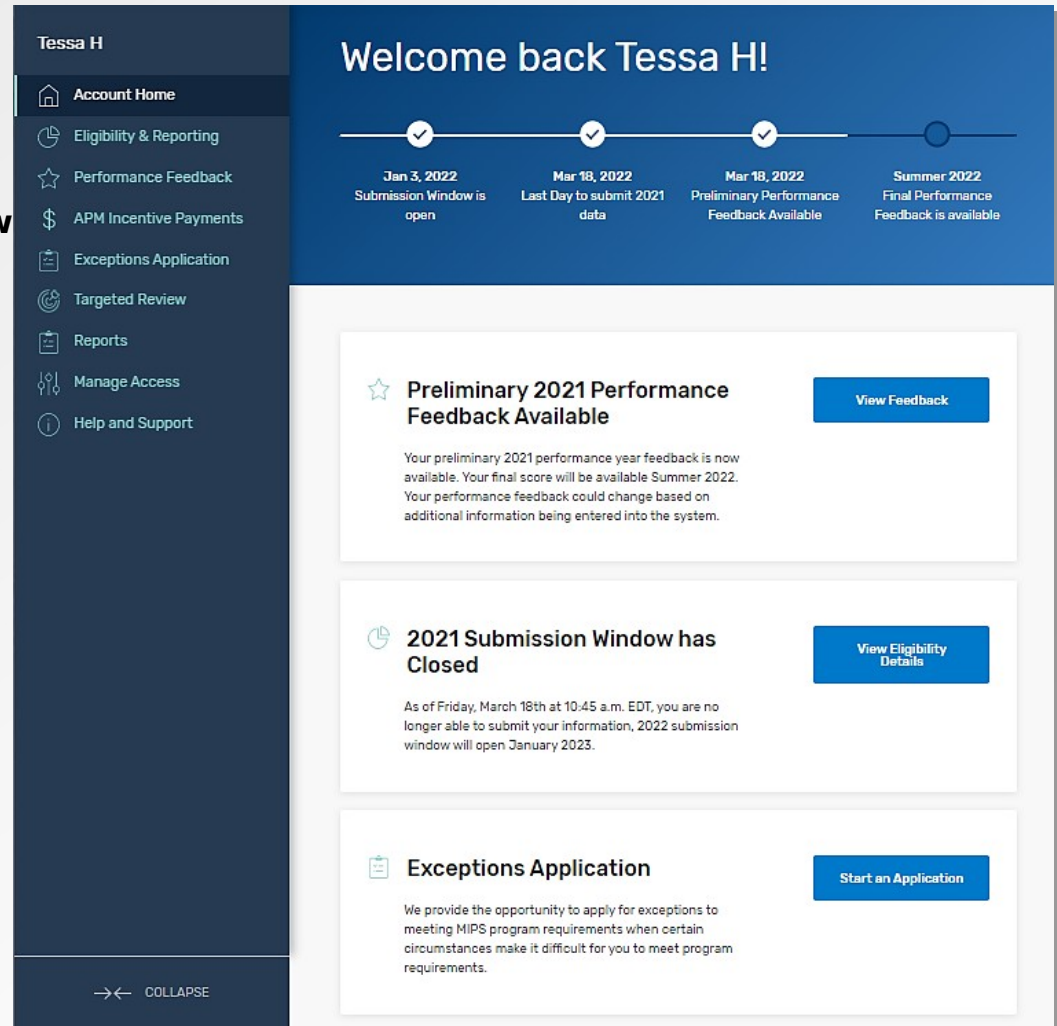 Tessa H
Account Home
Eligibility & Reporting
Performance Feedback
APM Incentive Payments
Exceptions Application
Targeted Review
Reports
Manage Access
Help and Support
COLLAPSE
w
Welcome back Tessa H!
Jan 3, 2022
Submission Window is
open
Mar 18, 2022
Last Day to submit 2021
data
Mar 18, 2022
Preliminary Performance
Feedback Available
Summer 2022
Final Performance
Feedback is available
Preliminary 2021 Performance
Feedback Available
Your preliminary 2021 performance year feedback is now
available. Your final score will be available Summer 2022.
Your performance feedback could change based on
additional information being entered into the system.
View Feedback
2021 Submission Window has
Closed
As of Friday, March 18th at 10:45 a.m. EDT, you are no
longer able to submit your information, 2022 submission
window will open January 2023.
View Eligibility
Details
Exceptions Application
We provide the opportunity to apply for exceptions to
meeting MIPS program requirements when certain
circumstances make it difficult for you to meet program
requirements.
Start an Application